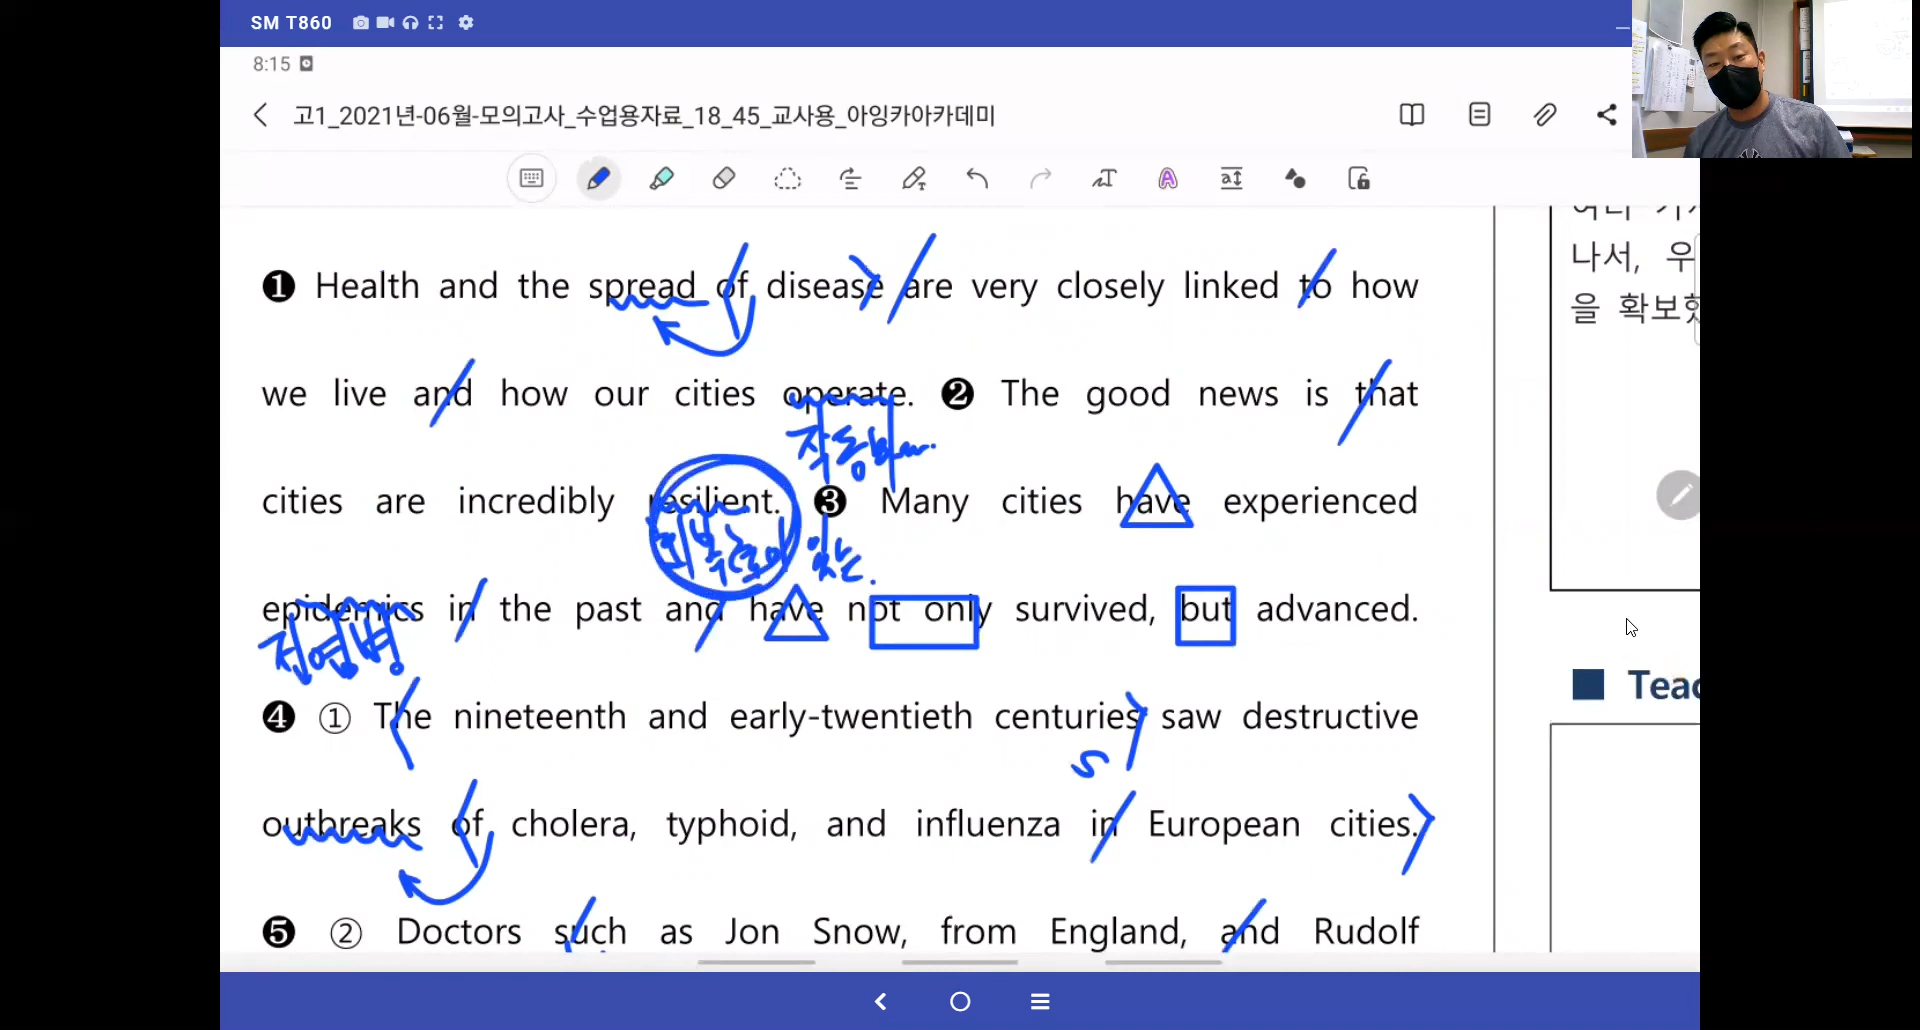 SM T860
8:15
고1_2021년-06월-모의고사_수업용자료_18_45_교사용_아잉카아카데미
❶ Health and the spread of disease are very closely linked to how
we live and how our cities operate. ❷ The good news is that
작동하다.
cities are incredibly resilient. ❸ Many cities have experienced
회복력이 있는.
epidemics in the past and have not only survived, but advanced.
전염병
❹ ① The nineteenth and early-twentieth centuries saw destructive
S
outbreaks of cholera, typhoid, and influenza in European cities.
❺ ② Doctors such as Jon Snow, from England, and Rudolf
나서, 우
을 확보했
■ Teac